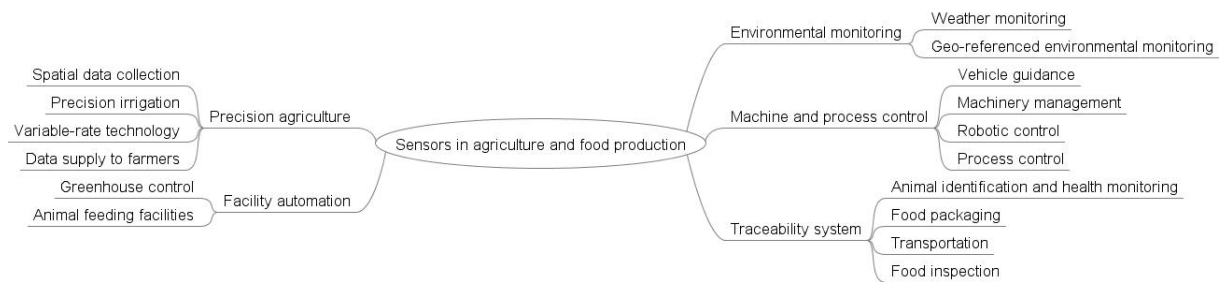 Sensors in agriculture and food production
Precision agriculture
Spatial data collection
Precision irrigation
Variable-rate technology
Data supply to farmers
Facility automation
Greenhouse control
Animal feeding facilities
Environmental monitoring
Weather monitoring
Geo-referenced environmental monitoring
Machine and process control
Vehicle guidance
Machinery management
Robotic control
Process control
Traceability system
Animal identification and health monitoring
Food packaging
Transportation
Food inspection